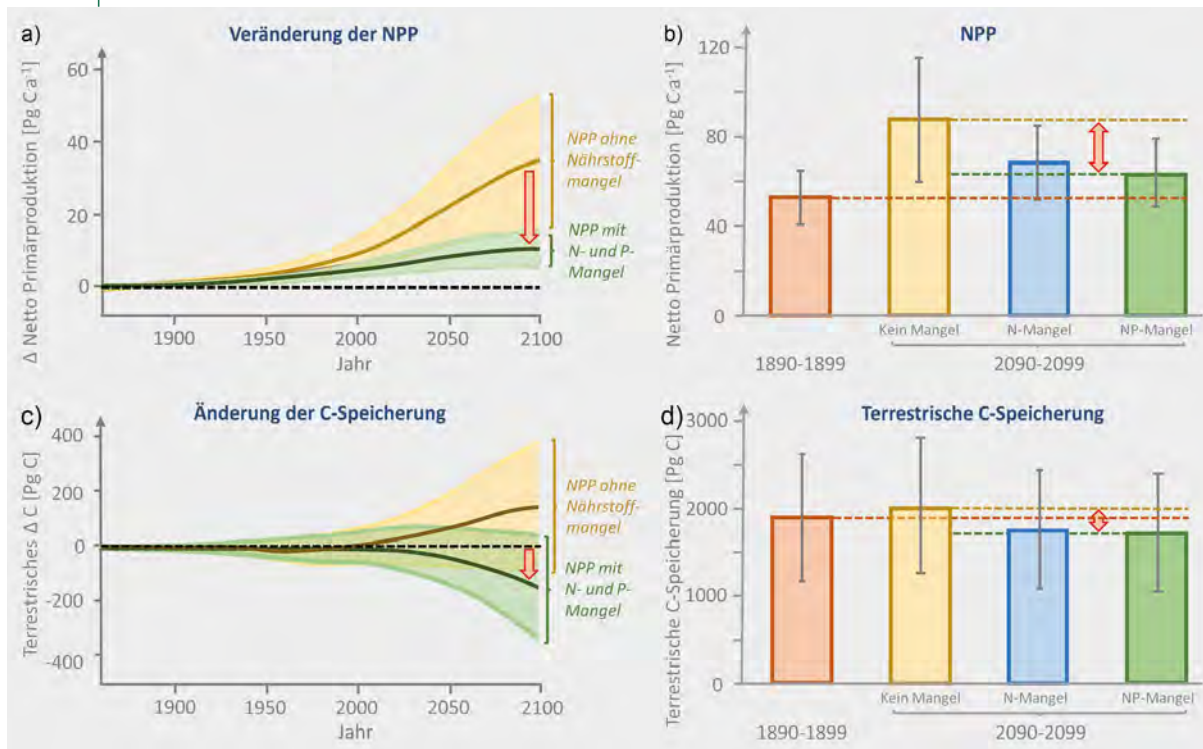 a)
Veränderung der NPP
Δ Netto Primärproduktion [Pg C a⁻¹]
60
40
20
0
1900
1950
2000
2050
2100
Jahr
NPP ohne
Nährstoff-
mangel
NPP mit
N- und P-
Mangel
b)
NPP
Netto Primärproduktion [Pg C·a⁻¹]
120
80
40
0
Kein Mangel
N-Mangel
NP-Mangel
1890-1899
2090-2099
c)
Änderung der C-Speicherung
Terrestrisches Δ C [Pg C]
400
200
0
-200
-400
1900
1950
2000
2050
2100
Jahr
NPP ohne
Nährstoff-
mangel
NPP mit
N- und P-
Mangel
d)
Terrestrische C-Speicherung
Terrestrische C-Speicherung [Pg C]
3000
2000
1000
0
Kein Mangel
N-Mangel
NP-Mangel
1890-1899
2090-2099